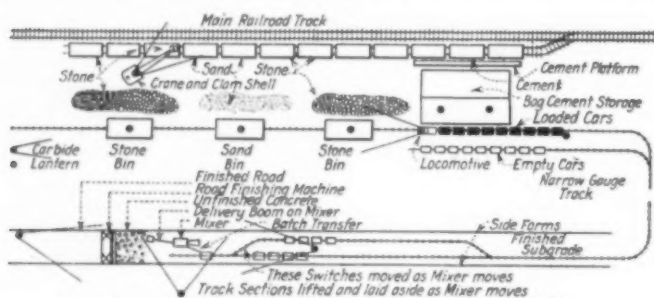 Main Railroad Track
Stone
Sand
Stone
Crane and Clam Shell
Cement Platform
Cement
Bag Cement Storage
Loaded Cars
Carbide
Lantern
Stone
Bin
Sand
Bin
Stone
Bin
Locomotive
Empty Cars
Narrow Gauge
Track
Finished Road
Road Finishing Machine
Unfinished Concrete
Delivery Boom on Mixer
Mixer
Batch Transfer
Side Forms
Finished
Subgrade
These Switches moved as Mixer moves
Track Sections lifted and laid aside as Mixer moves